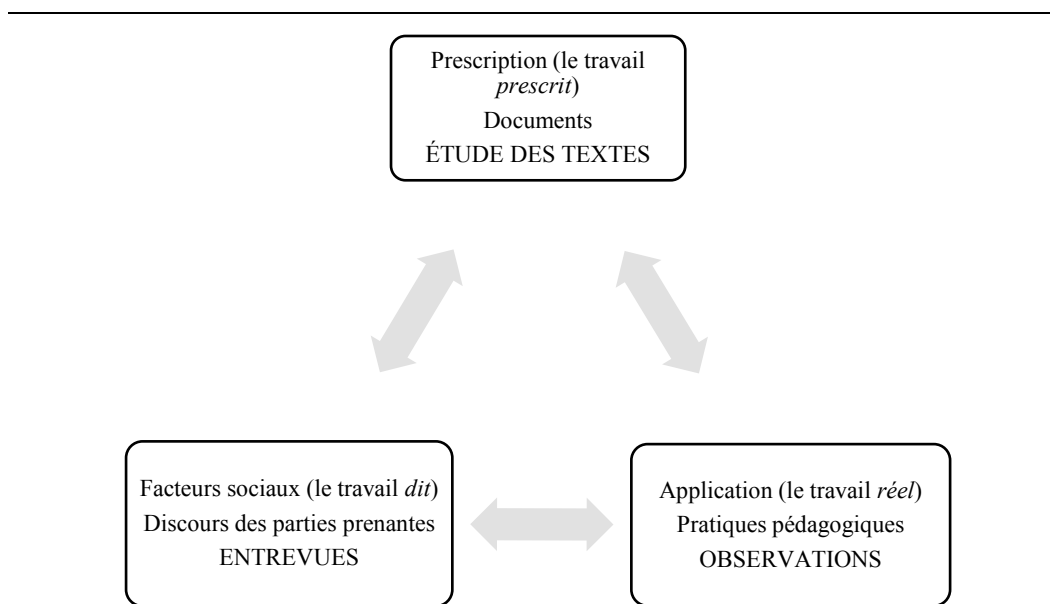 Prescription (le travail
prescrit)
Documents
ÉTUDE DES TEXTES
Facteurs sociaux (le travail dit)
Discours des parties prenantes
ENTREVUES
Application (le travail réel)
Pratiques pédagogiques
OBSERVATIONS